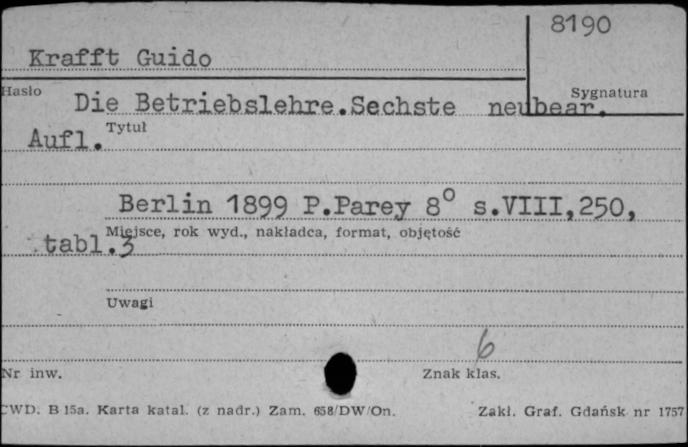 8190
Krafft Guido
Hasło
Sygnatura
Die Betriebslehre.Sechste neubear.
Tytuł
Aufl.
Berlin 1899 P.Parey 8° s.VIII,250,
Miejsce, rok wyd., nakładca, format, objętość
tabl.3
Uwagi
6
Nr inw.
Znak klas.
CWD. B 15a. Karta katal. (z nadr.) Zam. 658/DW/On.
Zakł. Graf. Gdańsk nr 1757